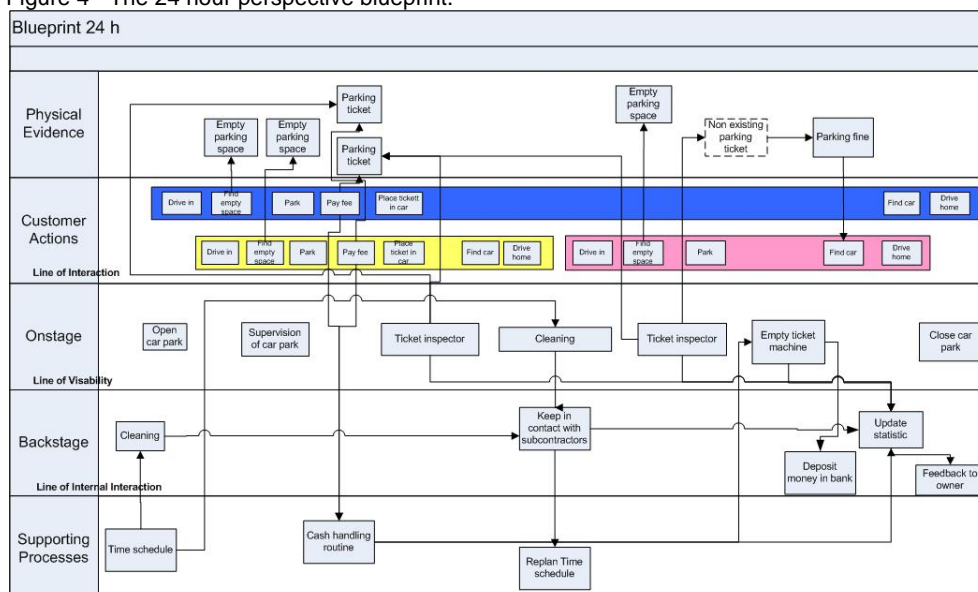 Figure 4 - The 24 hour perspective blueprint.
Blueprint 24 h
Physical
Evidence
Empty
parking
space
Empty
parking
space
Parking
ticket
Parking
ticket
Empty
parking
space
Non existing
parking
ticket
Parking fine
Customer
Actions
Drive in
Find
empty
space
Park
Pay fee
Place tickett
in car
Find car
Drive
home
Drive in
Find
empty
space
Park
Pay fee
Place
ticket in
car
Find car
Drive
home
Drive in
Find
empty
space
Park
Find car
Drive
home
Line of Interaction
Onstage
Open
car park
Supervision
of car park
Ticket inspector
Cleaning
Ticket inspector
Empty ticket
machine
Close car
park
Line of Visability
Backstage
Cleaning
Keep in
contact with
subcontractors
Update
statistic
Deposit
money in bank
Feedback to
owner
Line of Internal Interaction
Supporting
Processes
Time schedule
Cash handling
routine
Replan Time
schedule